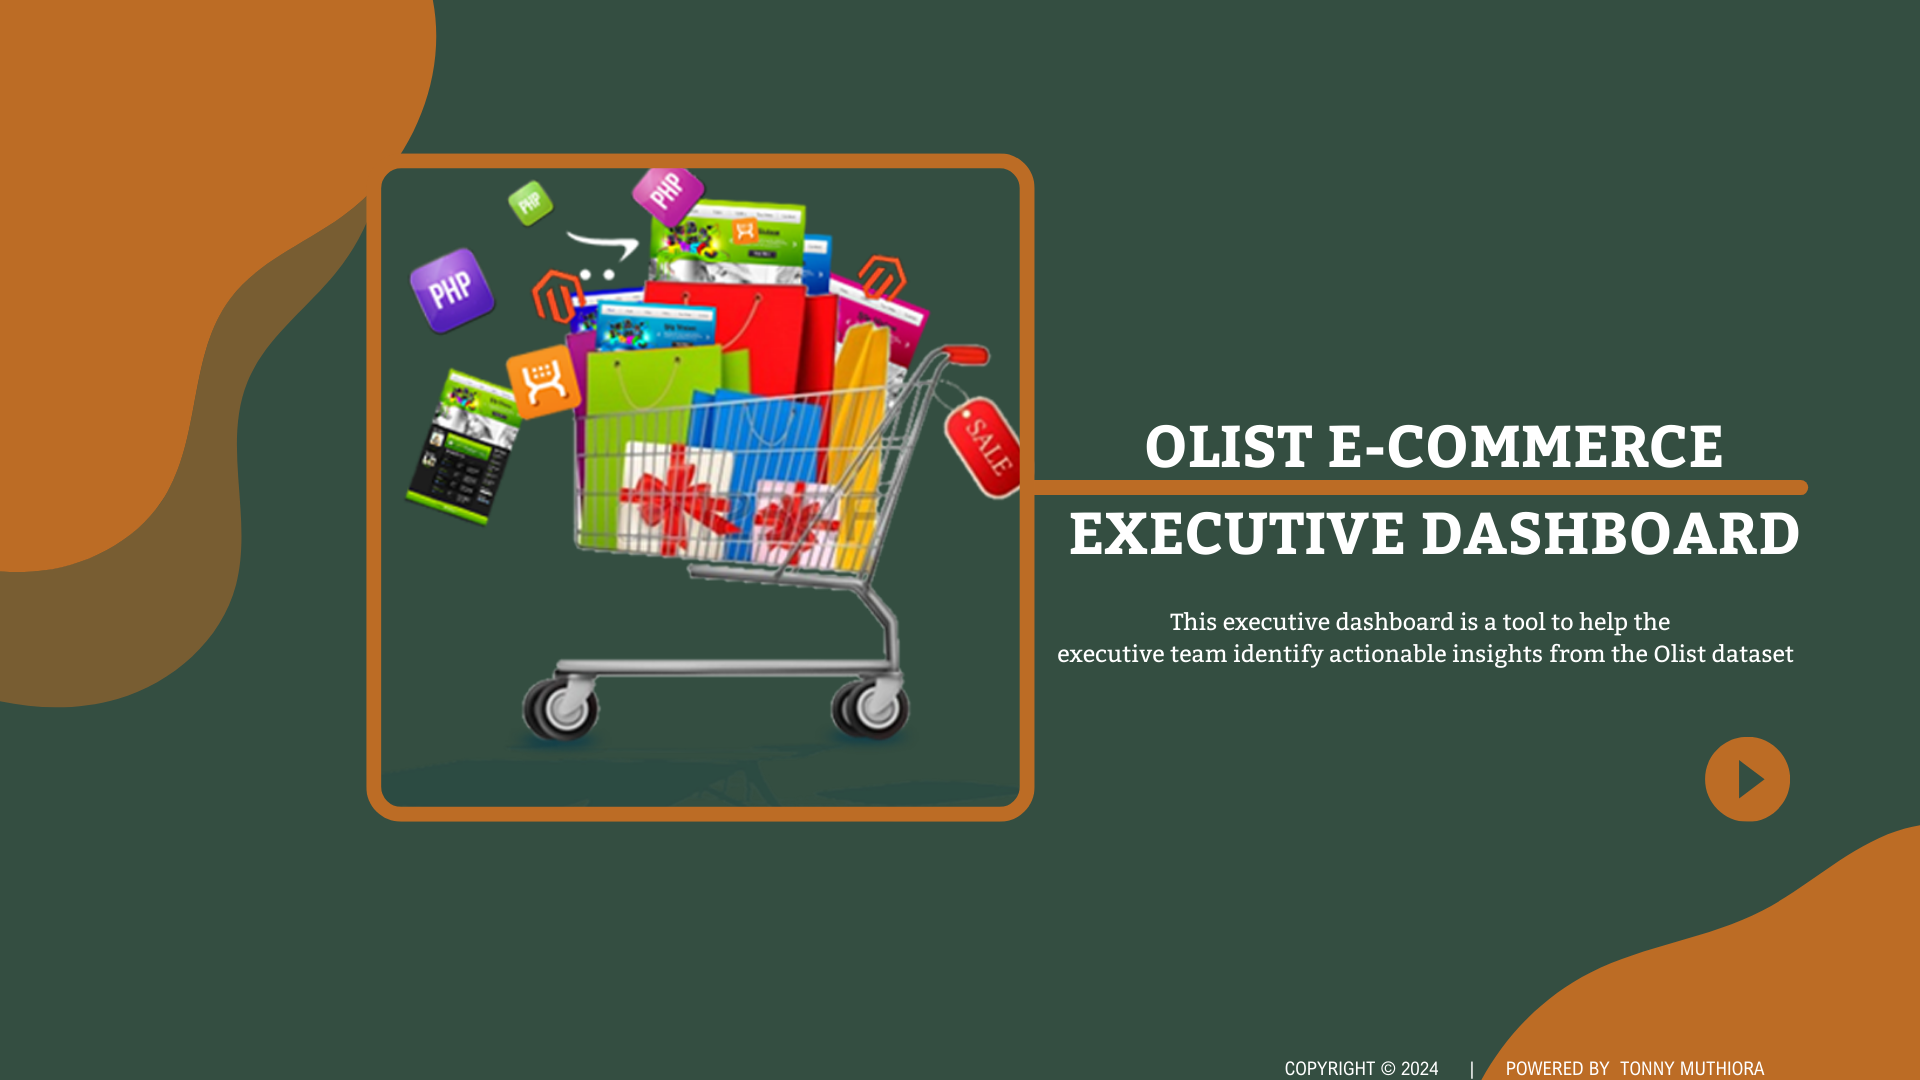 PHP
PHP
PHP
SALE
OLIST E-COMMERCE
EXECUTIVE DASHBOARD
This executive dashboard is a tool to help the
executive team identify actionable insights from the Olist dataset
COPYRIGHT © 2024 | POWERED BY TONNY MUTHIORA